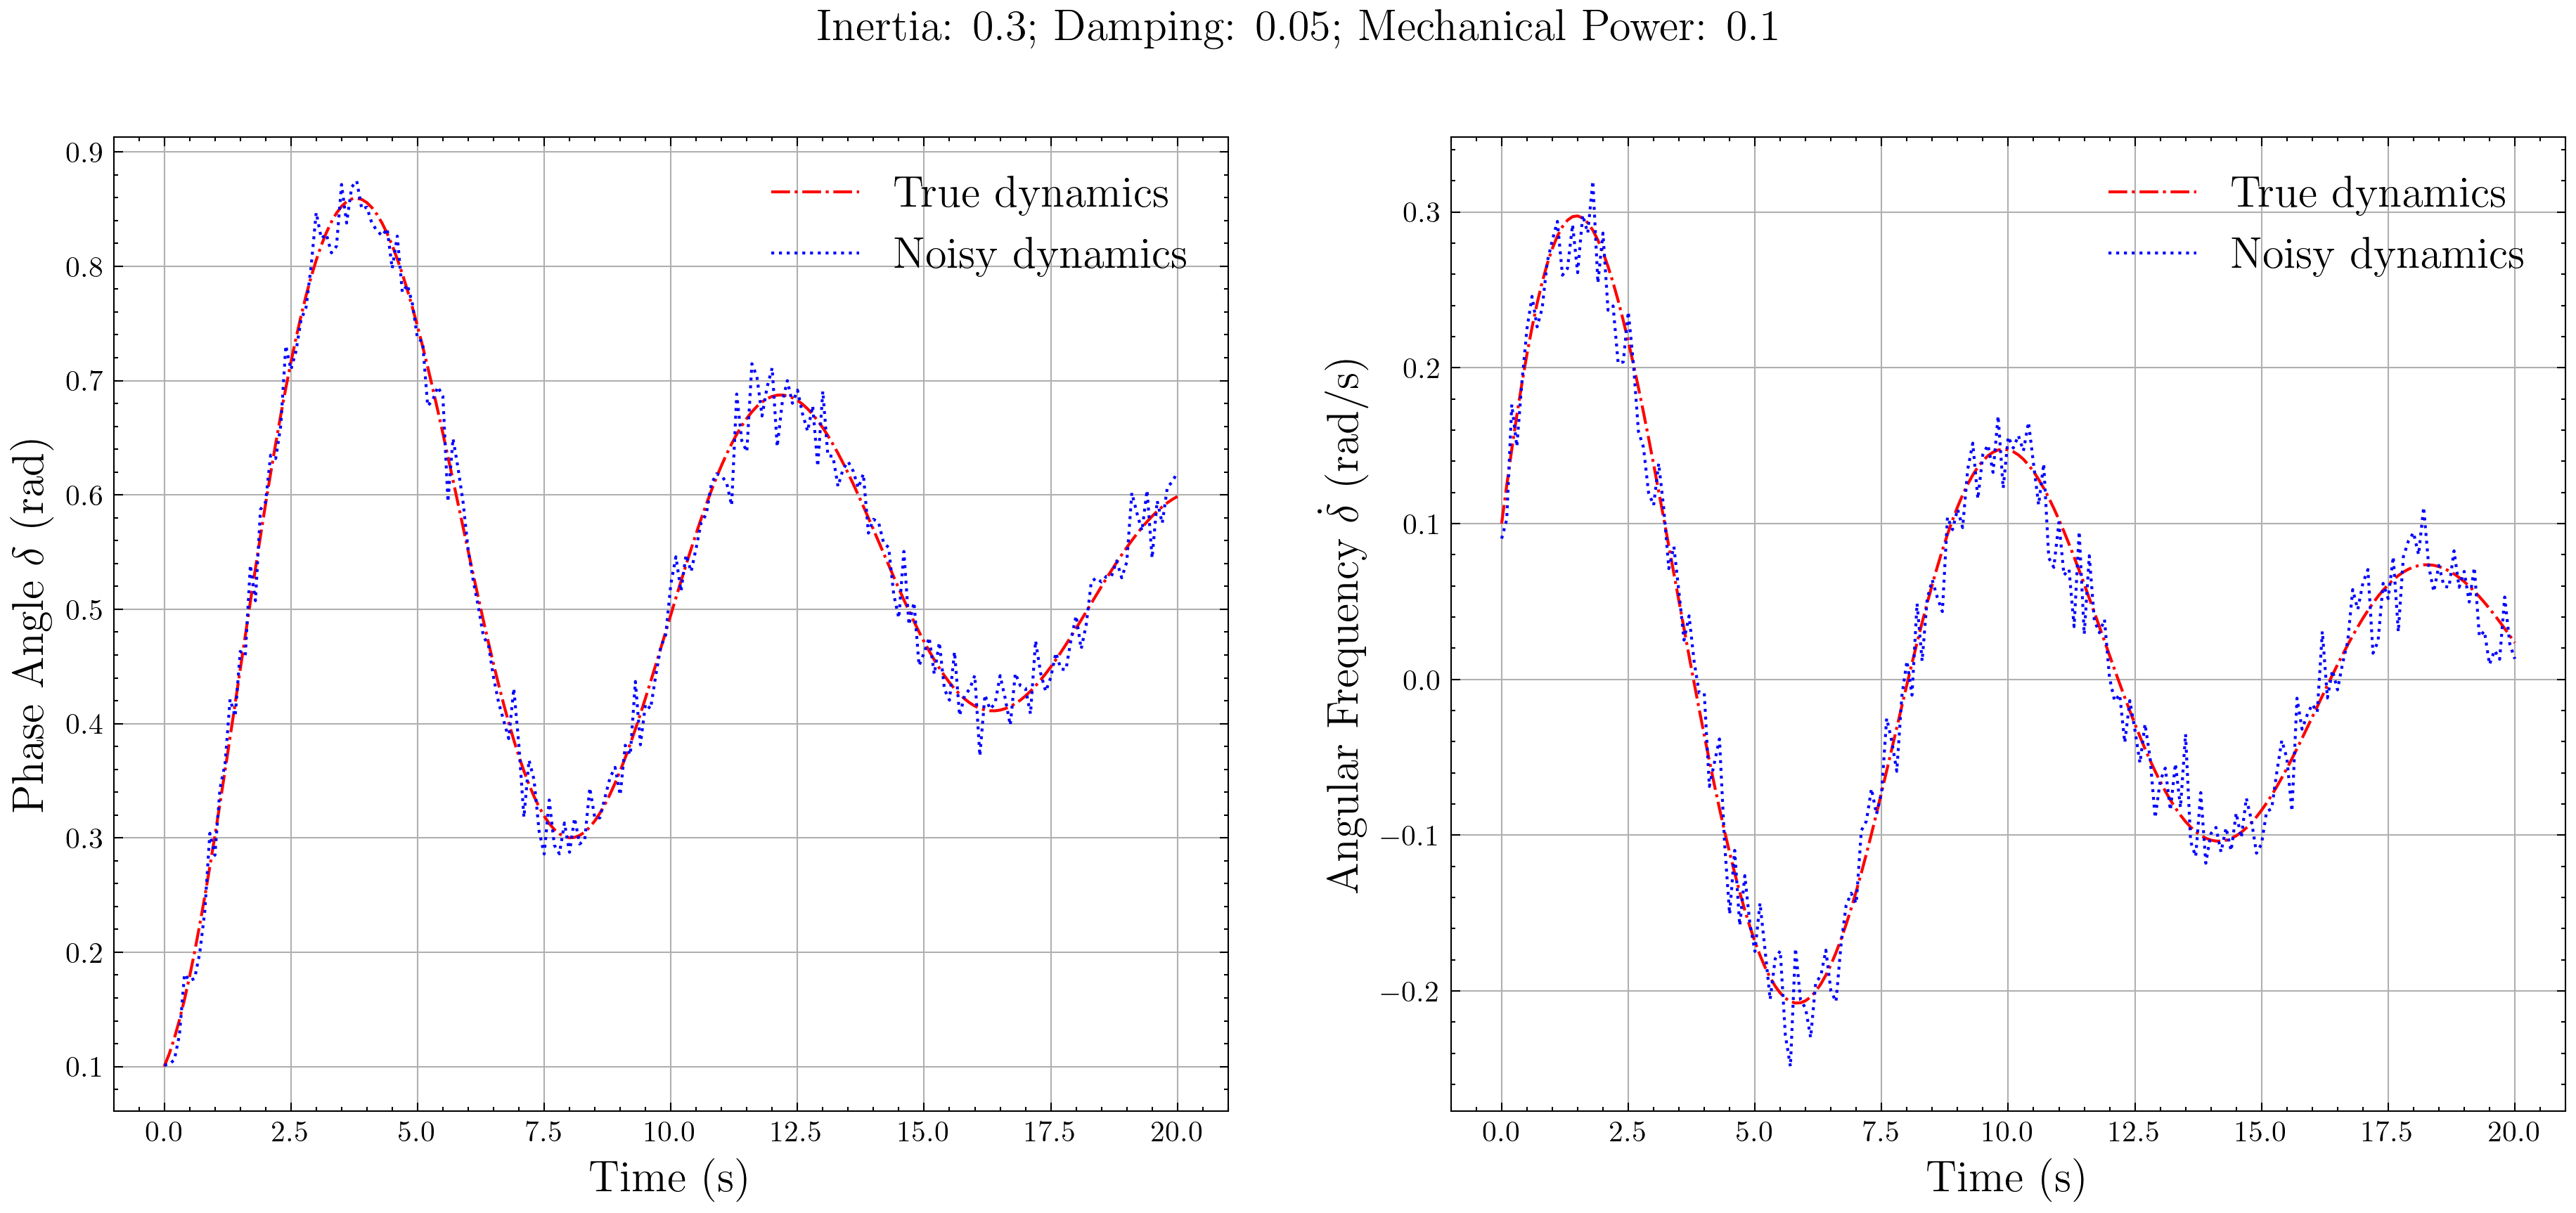 Inertia: 0.3; Damping: 0.05; Mechanical Power: 0.1
Phase Angle δ (rad)
0.9
0.8
0.7
0.6
0.5
0.4
0.3
0.2
0.1
True dynamics
Noisy dynamics
0.0 2.5 5.0 7.5 10.0 12.5 15.0 17.5 20.0
Time (s)
Angular Frequency δ̇ (rad/s)
0.3
0.2
0.1
0.0
−0.1
−0.2
True dynamics
Noisy dynamics
0.0 2.5 5.0 7.5 10.0 12.5 15.0 17.5 20.0
Time (s)